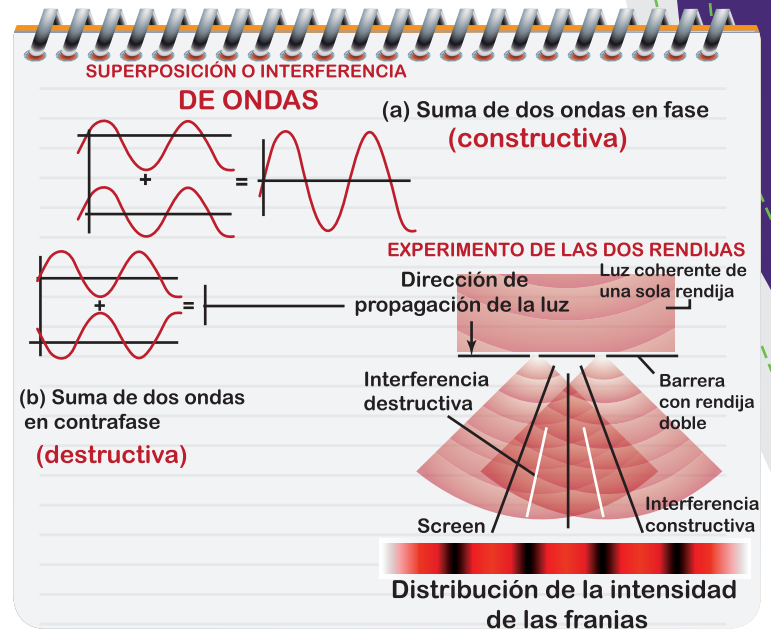 SUPERPOSICIÓN O INTERFERENCIA
DE ONDAS
(a) Suma de dos ondas en fase
(constructiva)
+
=
+
=
(b) Suma de dos ondas
en contrafase
(destructiva)
EXPERIMENTO DE LAS DOS RENDIJAS
Dirección de
propagación de la luz
Luz coherente de
una sola rendija
Interferencia
destructiva
Barrera
con rendija
doble
Screen
Interferencia
constructiva
Distribución de la intensidad
de las franjas